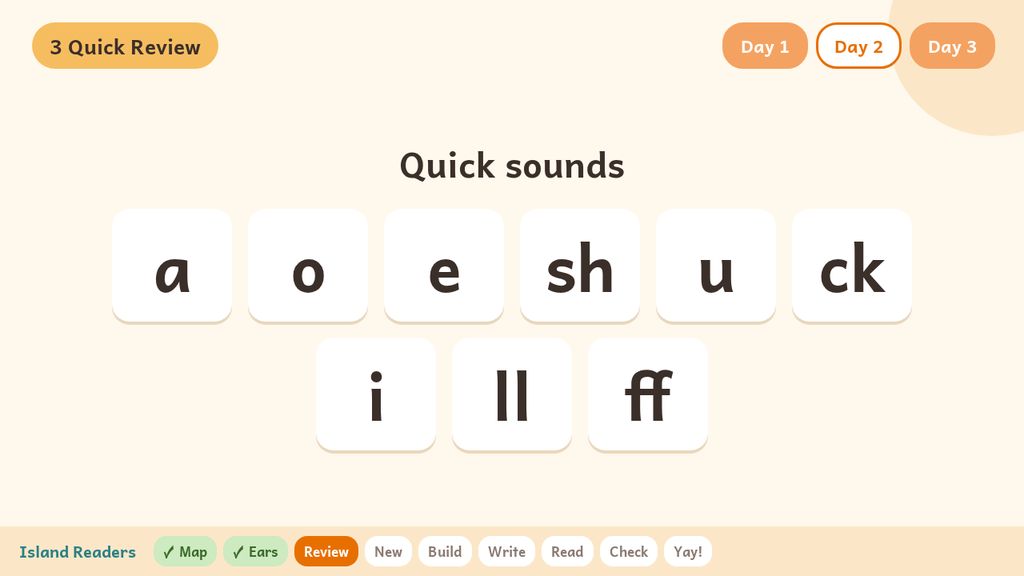 3 Quick Review
Day 1 Day 2 Day 3
Quick sounds
a o e sh u ck
i ll ff
Island Readers ✓ Map ✓ Ears Review New Build Write Read Check Yay!